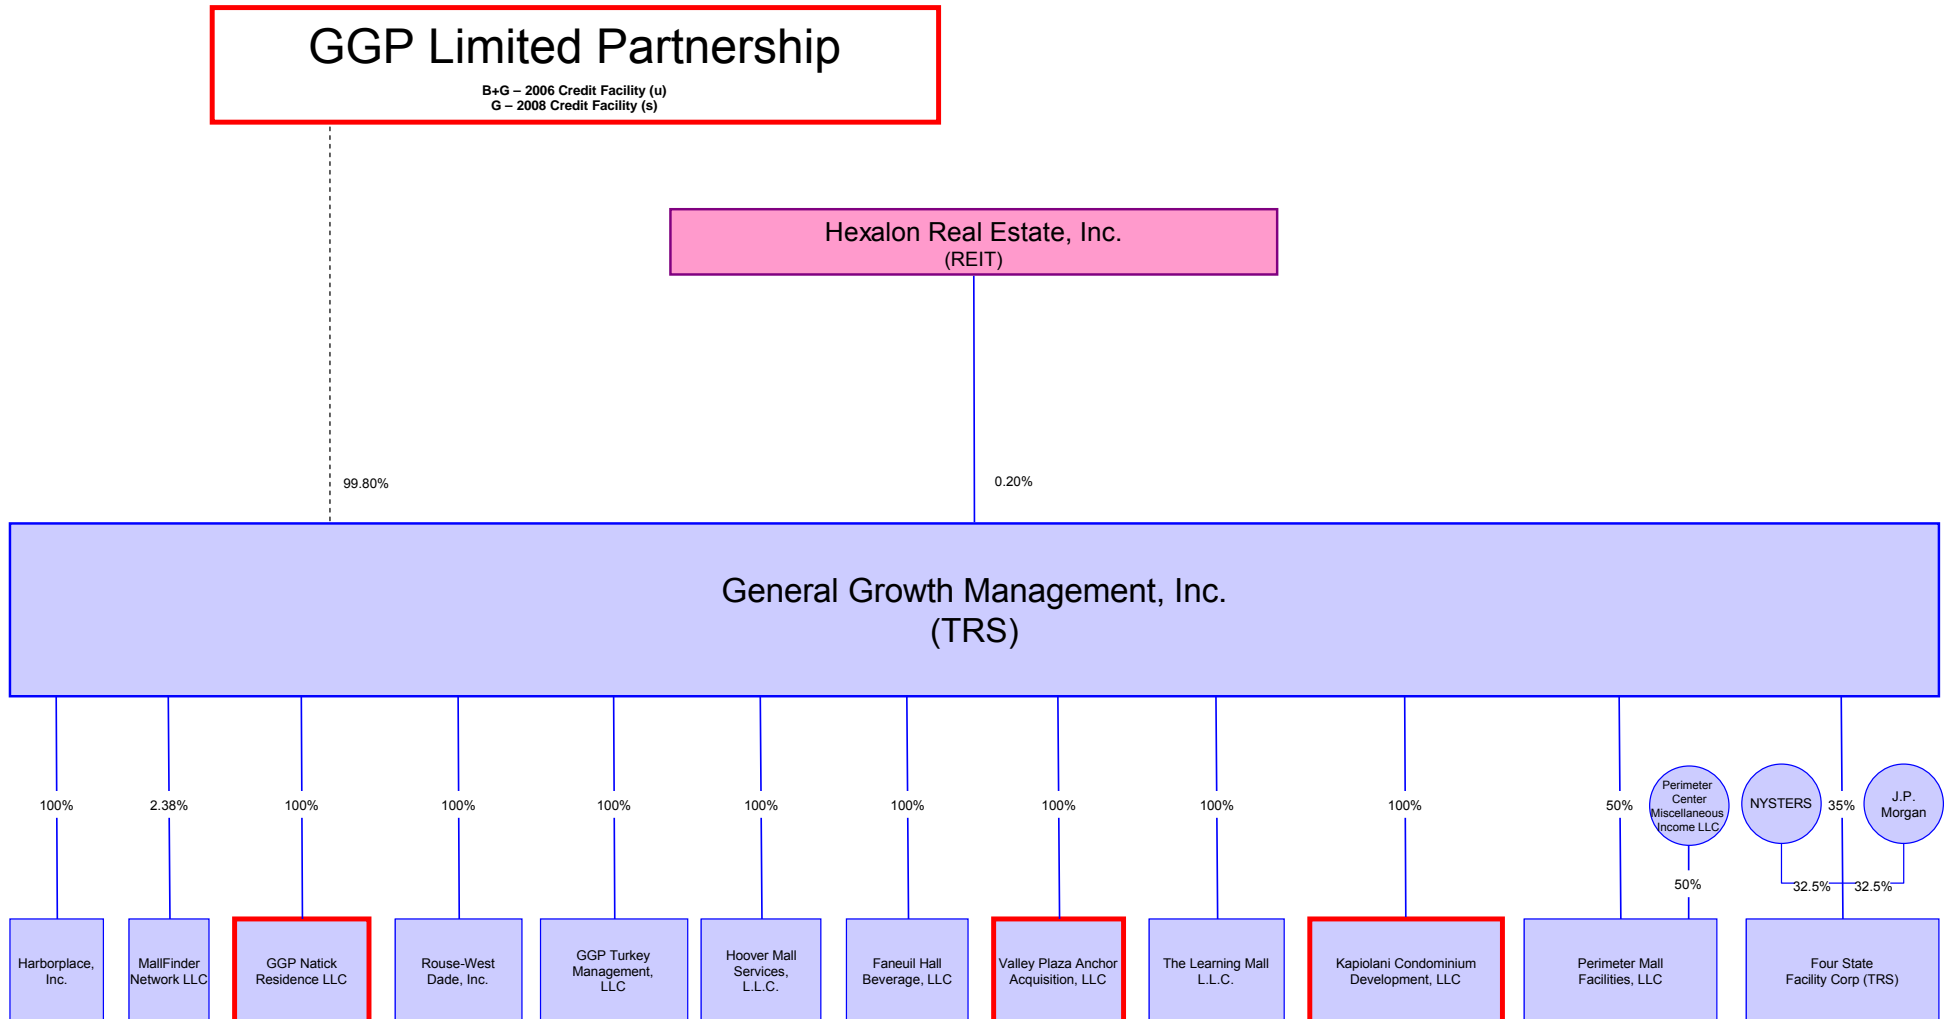 GGP Limited Partnership
B+G – 2006 Credit Facility (u)
G – 2008 Credit Facility (s)
Hexalon Real Estate, Inc.
(REIT)
99.80%
0.20%
General Growth Management, Inc.
(TRS)
100%
2.38%
100%
100%
100%
100%
100%
100%
100%
100%
50%
Perimeter
Center
Miscellaneous
Income LLC
NYSTERS
35%
J.P.
Morgan
50%
32.5%
32.5%
Harborplace,
Inc.
MallFinder
Network LLC
GGP Natick
Residence LLC
Rouse-West
Dade, Inc.
GGP Turkey
Management,
LLC
Hoover Mall
Services,
L.L.C.
Faneuil Hall
Beverage, LLC
Valley Plaza Anchor
Acquisition, LLC
The Learning Mall
L.L.C.
Kapiolani Condominium
Development, LLC
Perimeter Mall
Facilities, LLC
Four State
Facility Corp (TRS)